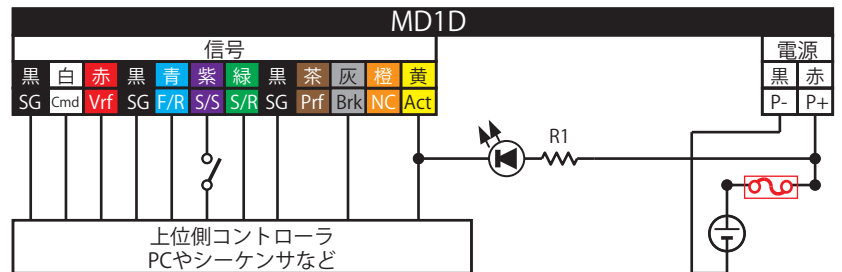 MD1D
信号 電源
黒 白 赤 黒 青 紫 緑 黒 茶 灰 橙 黄 黒 赤
SG Cmd Vrf SG F/R S/S S/R SG Prf Brk NC Act P- P+
R1
上位側コントローラ
PCやシーケンサなど